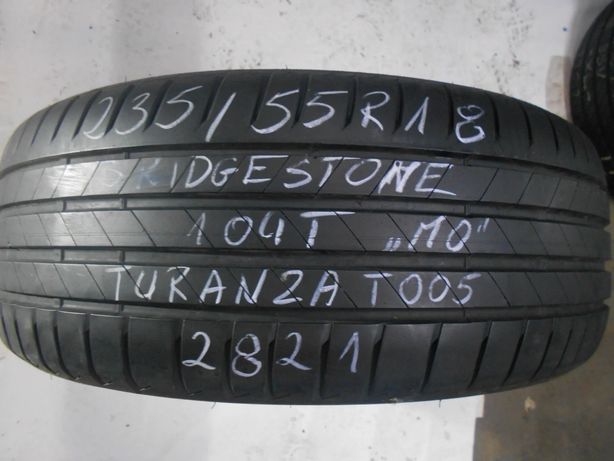 235/55R18
BRIDGESTONE
104T „MO"
TURANZA T005
2821